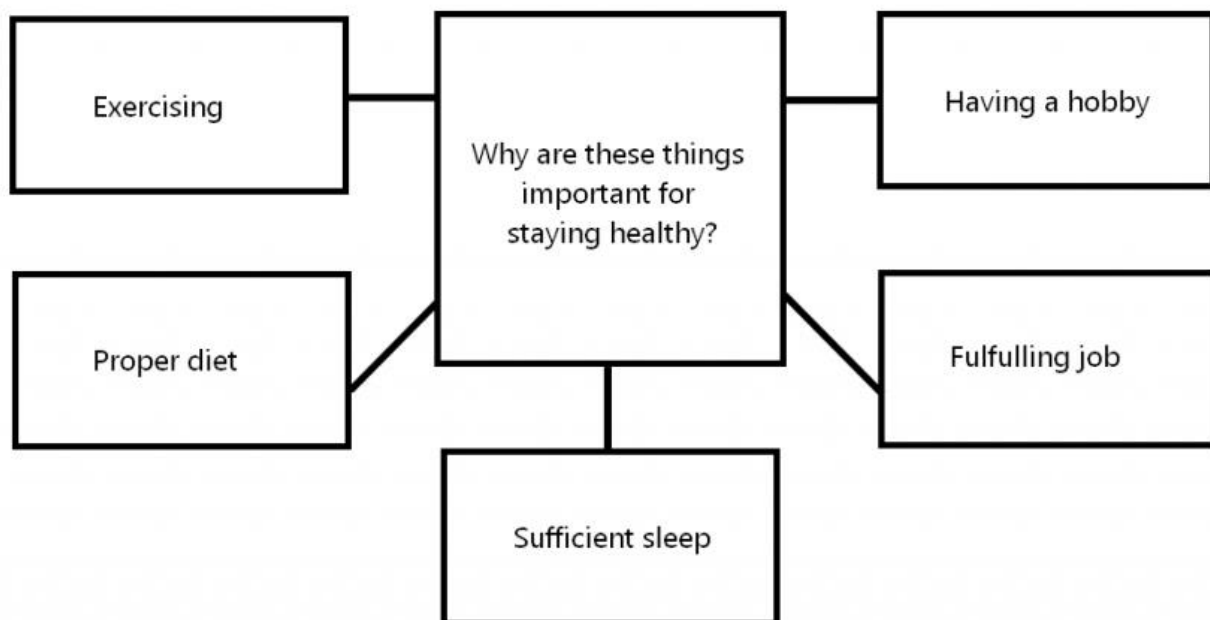 Exercising
Why are these things
important for
staying healthy?
Having a hobby
Proper diet
Fulfulling job
Sufficient sleep